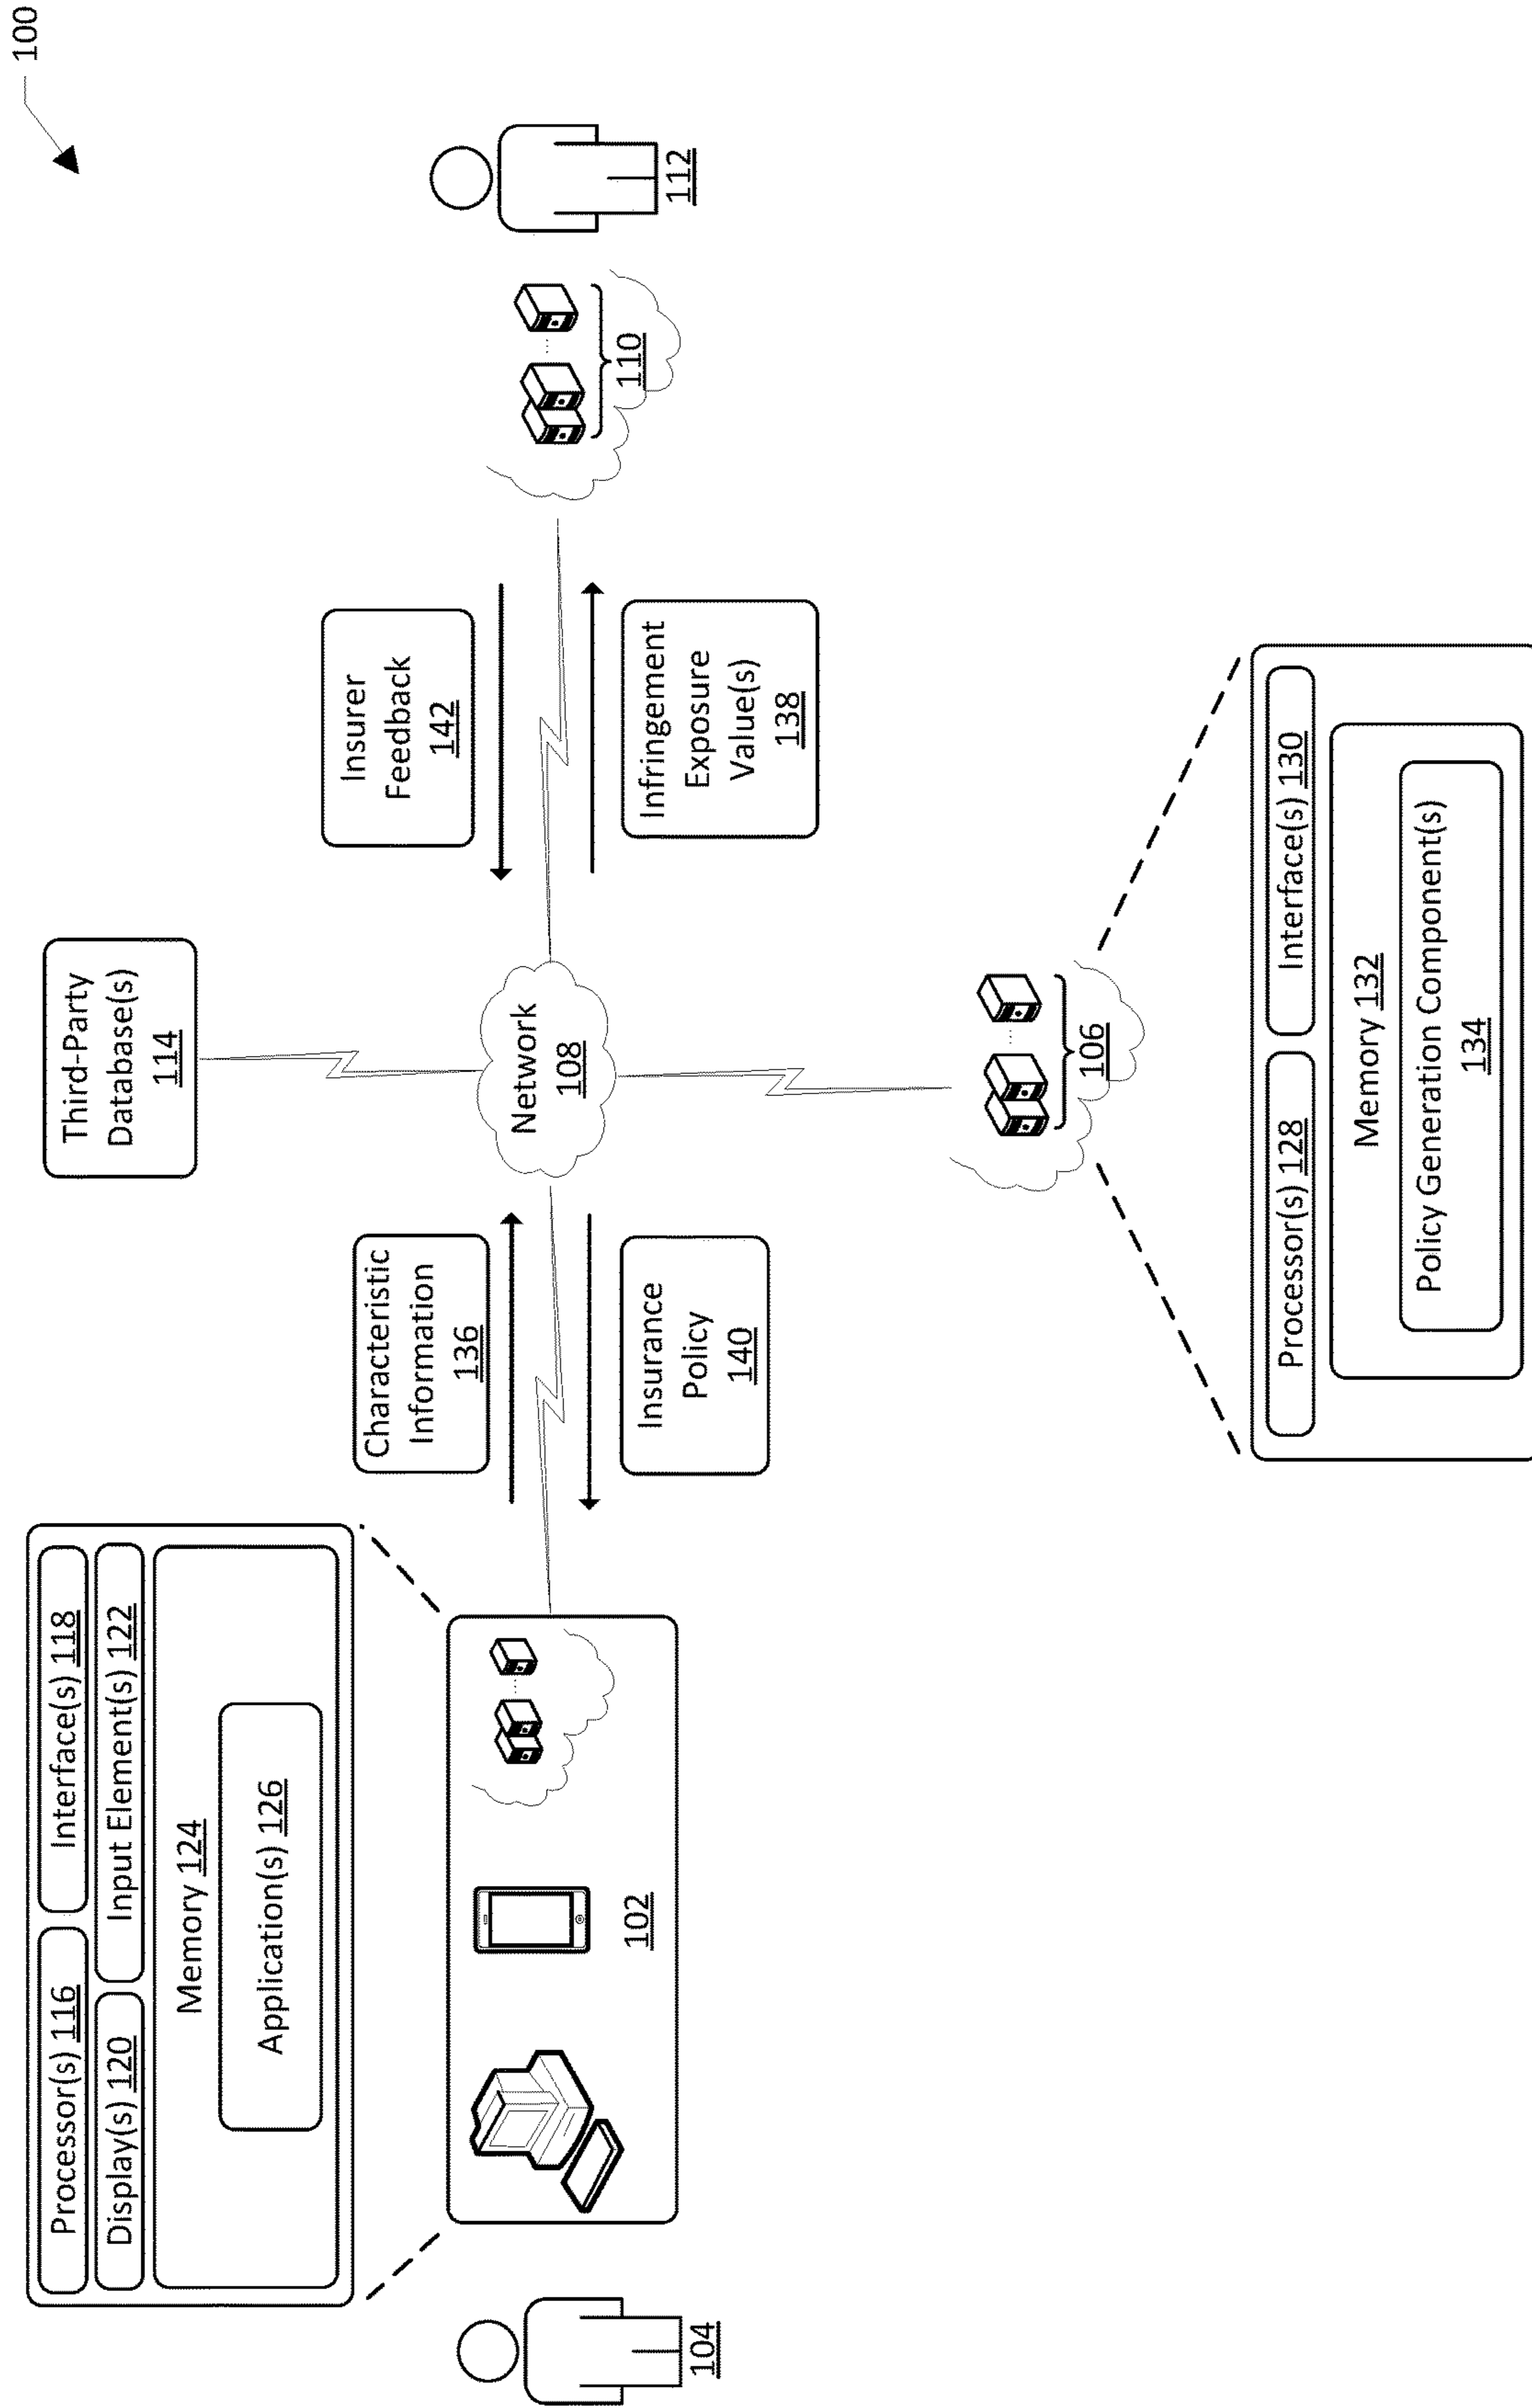 100
Processor(s) 116
Interface(s) 118
Display(s) 120
Input Element(s) 122
Memory 124
Application(s) 126
Third-Party
Database(s)
114
Characteristic
Information
136
Insurer
Feedback
142
104
102
Network
108
110
112
Insurance
Policy
140
Infringement
Exposure
Value(s)
138
106
Processor(s) 128
Interface(s) 130
Memory 132
Policy Generation Component(s)
134